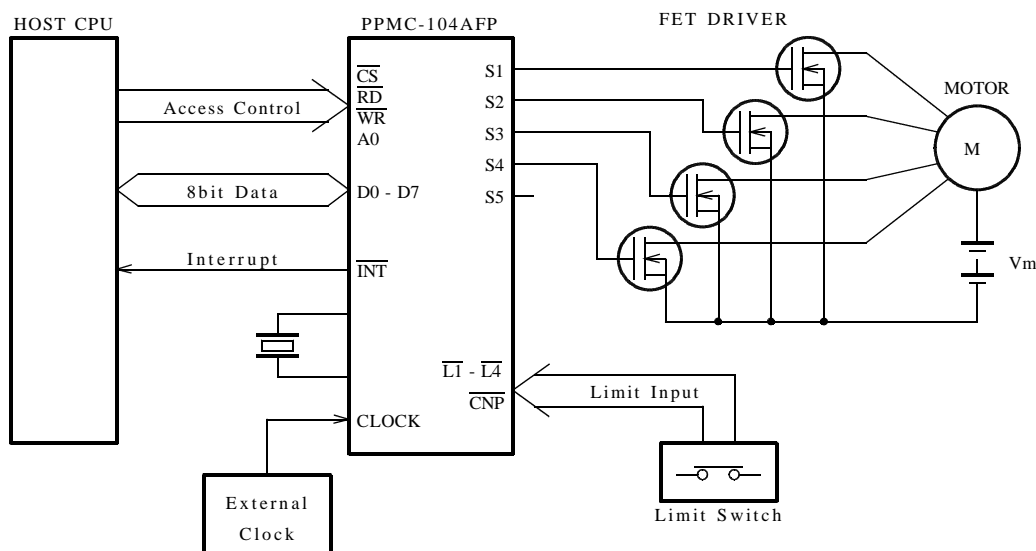 HOST CPU
PPMC-104AFP
FET DRIVER
MOTOR
M
Vm
CS
RD
WR
A0
Access Control
8bit Data
D0 - D7
Interrupt
INT
S1
S2
S3
S4
S5
L1 - L4
CNP
Limit Input
CLOCK
External
Clock
Limit Switch